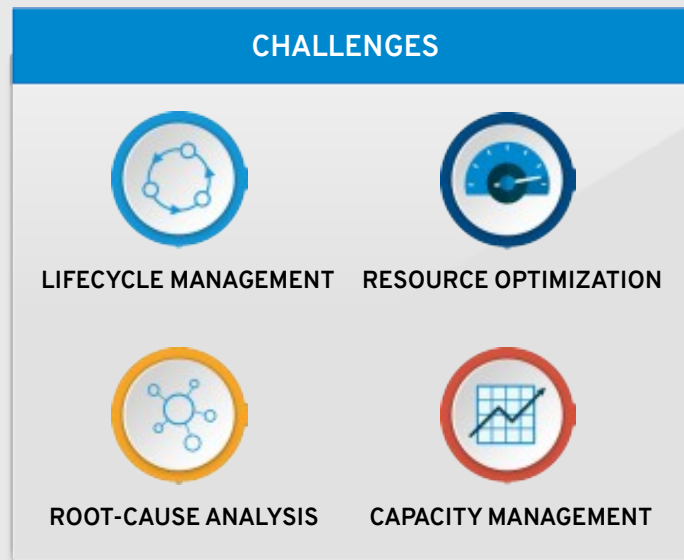 CHALLENGES
LIFECYCLE MANAGEMENT
RESOURCE OPTIMIZATION
ROOT-CAUSE ANALYSIS
CAPACITY MANAGEMENT